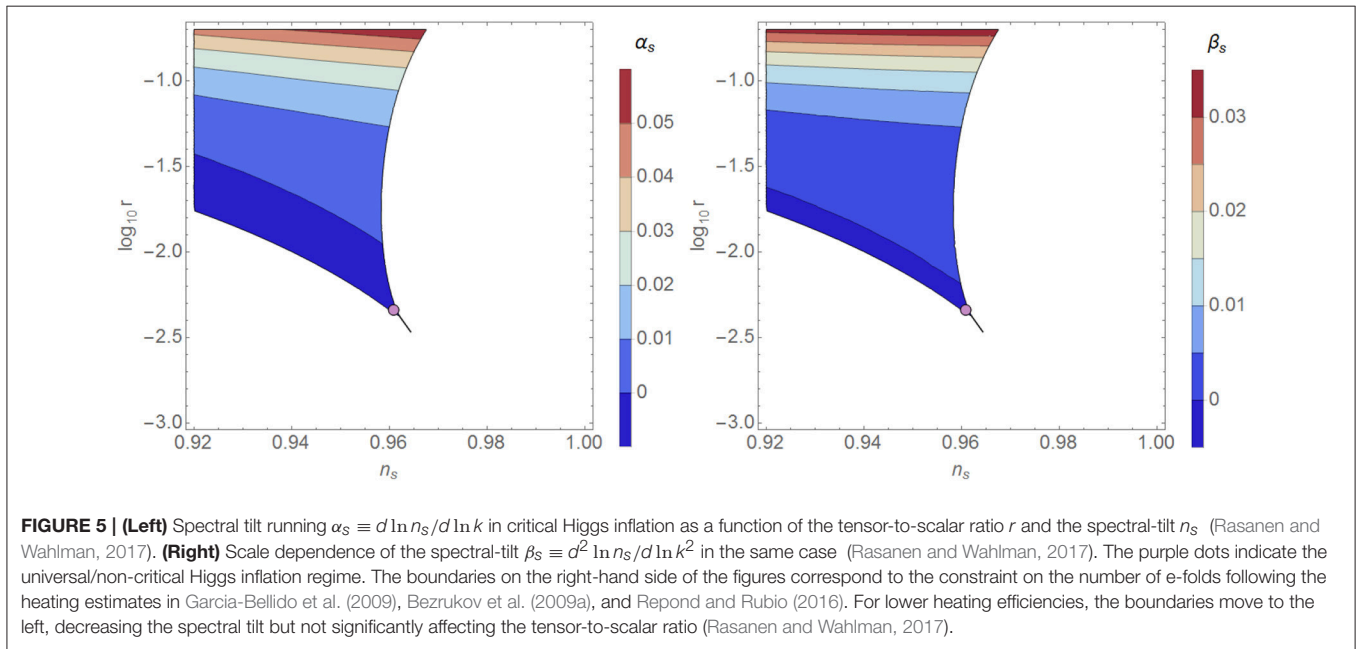 α_s
β_s
−1.0
−1.5
−2.0
−2.5
−3.0
log₁₀ r
0.92
0.94
0.96
0.98
1.00
n_s
0.05
0.04
0.03
0.02
0.01
0
−1.0
−1.5
−2.0
−2.5
−3.0
log₁₀ r
0.92
0.94
0.96
0.98
1.00
n_s
0.03
0.02
0.01
0
FIGURE 5 | (Left) Spectral tilt running α_S ≡ d ln n_S/d ln k in critical Higgs inflation as a function of the tensor-to-scalar ratio r and the spectral-tilt n_S (Rasanen and
Wahlman, 2017). (Right) Scale dependence of the spectral-tilt β_S ≡ d² ln n_S/d ln k² in the same case (Rasanen and Wahlman, 2017). The purple dots indicate the
universal/non-critical Higgs inflation regime. The boundaries on the right-hand side of the figures correspond to the constraint on the number of e-folds following the
heating estimates in Garcia-Bellido et al. (2009), Bezrukov et al. (2009a), and Repond and Rubio (2016). For lower heating efficiencies, the boundaries move to the
left, decreasing the spectral tilt but not significantly affecting the tensor-to-scalar ratio (Rasanen and Wahlman, 2017).